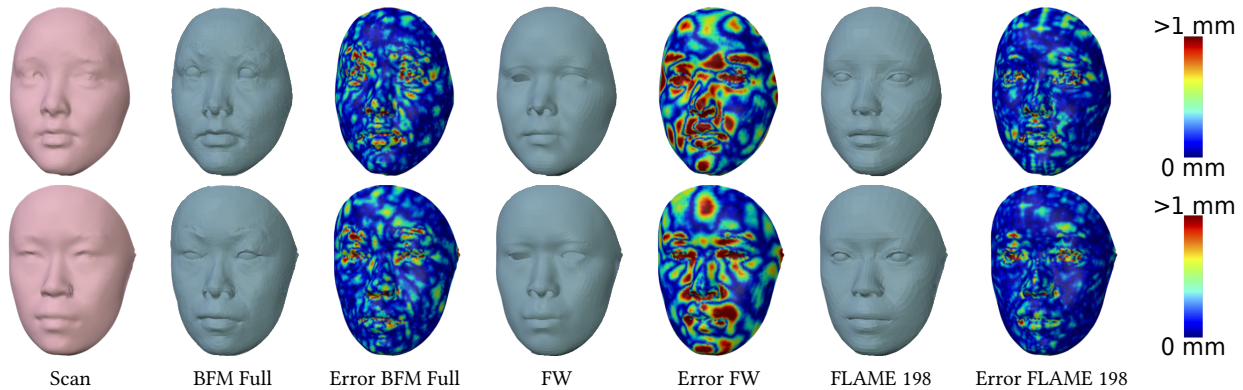 >1 mm
0 mm
>1 mm
0 mm
Scan BFM Full Error BFM Full FW Error FW FLAME 198 Error FLAME 198